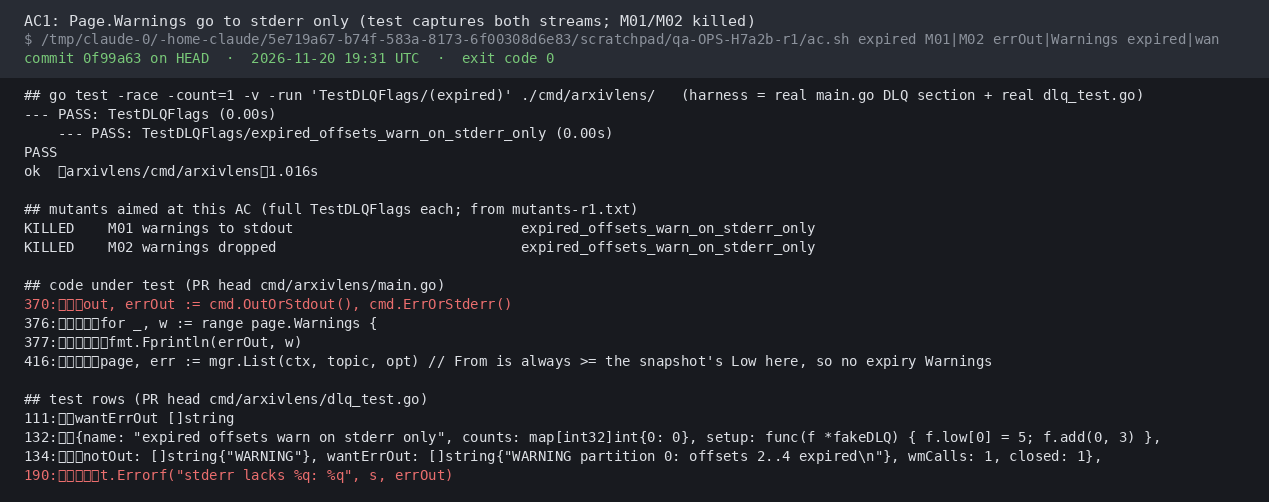 AC1: Page.Warnings go to stderr only (test captures both streams; M01/M02 killed)
$ /tmp/claude-0/-home-claude/5e719a67-b74f-583a-8173-6f00308d6e83/scratchpad/qa-OPS-H7a2b-r1/ac.sh expired M01|M02 errOut|Warnings expired|wan
commit 0f99a63 on HEAD · 2026-11-20 19:31 UTC · exit code 0
## go test -race -count=1 -v -run 'TestDLQFlags/(expired)' ./cmd/arxivlens/ (harness = real main.go DLQ section + real dlq_test.go)
--- PASS: TestDLQFlags (0.00s)
--- PASS: TestDLQFlags/expired_offsets_warn_on_stderr_only (0.00s)
PASS
ok arxivlens/cmd/arxivlens 1.016s
## mutants aimed at this AC (full TestDLQFlags each; from mutants-r1.txt)
KILLED M01 warnings to stdout expired_offsets_warn_on_stderr_only
KILLED M02 warnings dropped expired_offsets_warn_on_stderr_only
## code under test (PR head cmd/arxivlens/main.go)
370: out, errOut := cmd.OutOrStdout(), cmd.ErrOrStderr()
376: for _, w := range page.Warnings {
377: fmt.Fprintln(errOut, w)
416: page, err := mgr.List(ctx, topic, opt) // From is always >= the snapshot's Low here, so no expiry Warnings
## test rows (PR head cmd/arxivlens/dlq_test.go)
111: wantErrOut []string
132: {name: "expired offsets warn on stderr only", counts: map[int32]int{0: 0}, setup: func(f *fakeDLQ) { f.low[0] = 5; f.add(0, 3) },
134: notOut: []string{"WARNING"}, wantErrOut: []string{"WARNING partition 0: offsets 2..4 expired\n"}, wmCalls: 1, closed: 1},
190: t.Errorf("stderr lacks %q: %q", s, errOut)